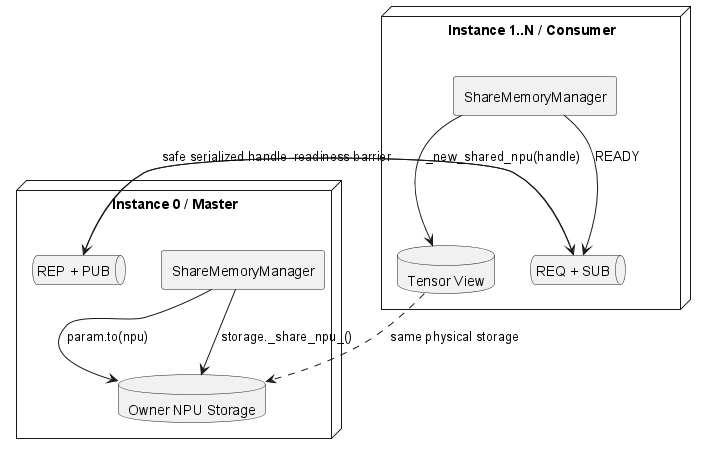 Instance 1..N / Consumer
ShareMemoryManager
safe serialized handle readiness barrier
_new_shared_npu(handle)
READY
Instance 0 / Master
REP + PUB
ShareMemoryManager
Tensor View
REQ + SUB
param.to(npu)
storage._share_npu_()
same physical storage
Owner NPU Storage